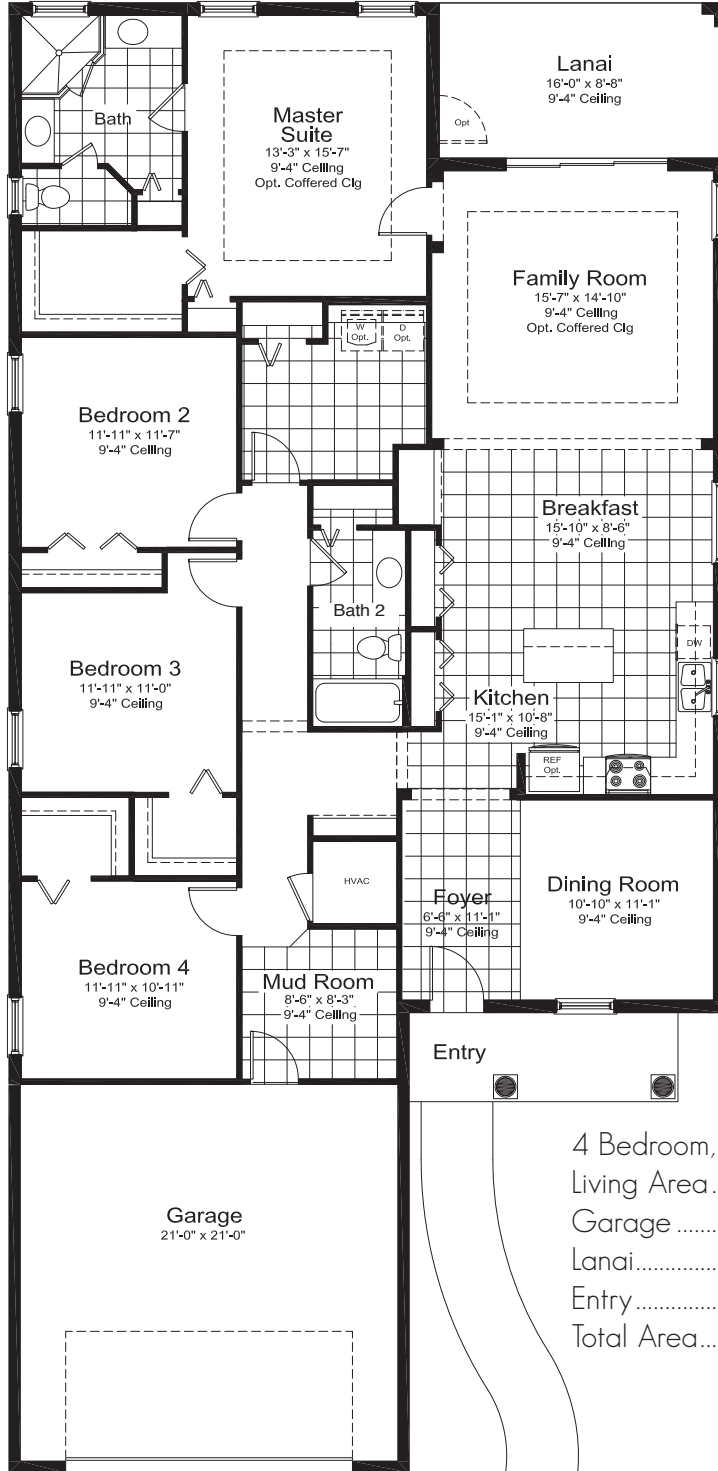 Lanai
16'-0" x 8'-8"
9'-4" Ceiling
Opt
Bath
Master
Suite
13'-3" x 15'-7"
9'-4" Ceiling
Opt. Coffered Clg
Family Room
15'-7" x 14'-10"
9'-4" Ceiling
Opt. Coffered Clg
W
Opt.
D
Opt.
Bedroom 2
11'-11" x 11'-7"
9'-4" Ceiling
Breakfast
15'-10" x 8'-6"
9'-4" Ceiling
Bath 2
DW
Bedroom 3
11'-11" x 11'-0"
9'-4" Ceiling
Kitchen
15'-1" x 10'-8"
9'-4" Ceiling
REF
Opt.
HVAC
Foyer
6'-6" x 11'-1"
9'-4" Ceiling
Dining Room
10'-10" x 11'-1"
9'-4" Ceiling
Bedroom 4
11'-11" x 10'-11"
9'-4" Ceiling
Mud Room
8'-6" x 8'-3"
9'-4" Ceiling
Entry
Garage
21'-0" x 21'-0"
4 Bedroom,
Living Area.
Garage ......
Lanai..............
Entry..............
Total Area...